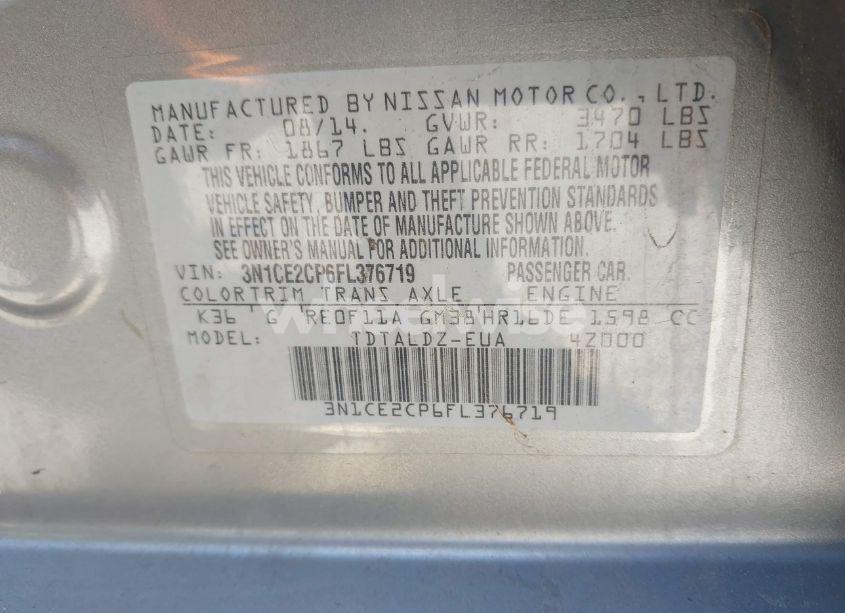 MANUFACTURED BY NISSAN MOTOR CO., LTD.
DATE: 08/14. GVWR: 3470 LBS
GAWR FR: 1867 LBS GAWR RR: 1704 LBS
THIS VEHICLE CONFORMS TO ALL APPLICABLE FEDERAL MOTOR
VEHICLE SAFETY, BUMPER AND THEFT PREVENTION STANDARDS
IN EFFECT ON THE DATE OF MANUFACTURE SHOWN ABOVE.
SEE OWNER'S MANUAL FOR ADDITIONAL INFORMATION.
VIN: 3N1CE2CP6FL376719 PASSENGER CAR.
COLOR TRIM TRANS AXLE ENGINE
K36 G RE0F11A GM38 HR16DE 1598 CC
MODEL: TDTALDZ-EUA 4Z000
3N1CE2CP6FL376719